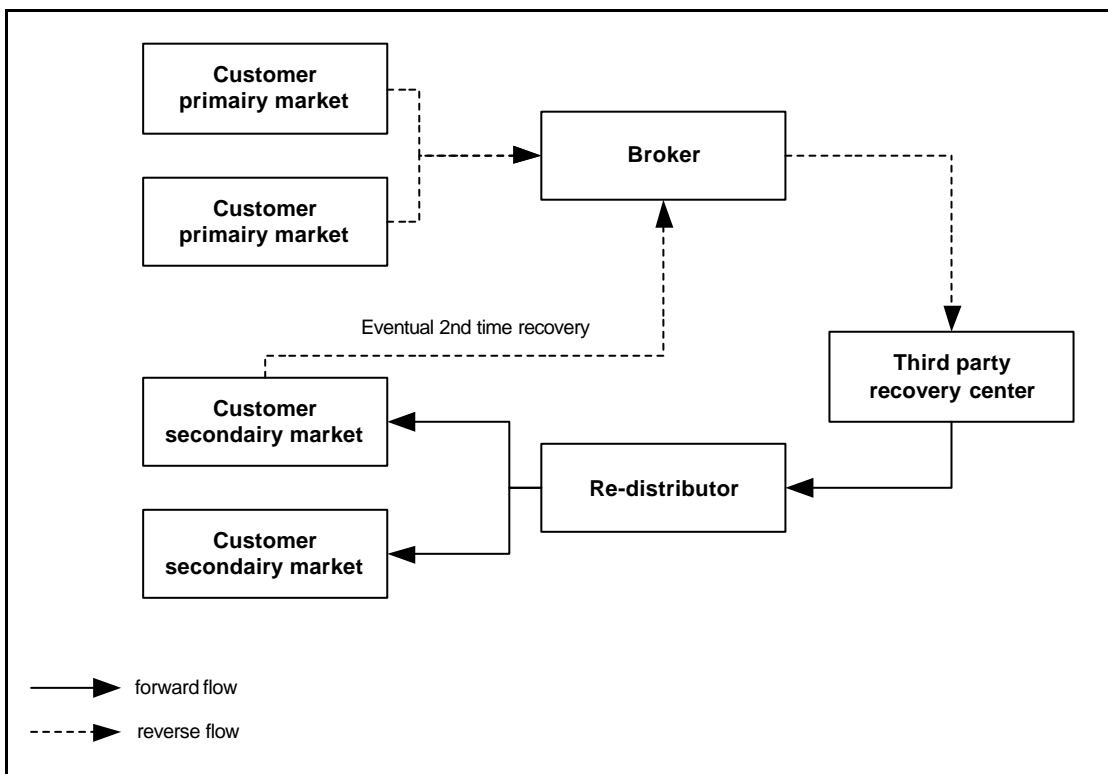 Customer
primairy market
Broker
Customer
primairy market
Eventual 2nd time recovery
Third party
recovery center
Customer
secondairy market
Re-distributor
Customer
secondairy market
forward flow
reverse flow